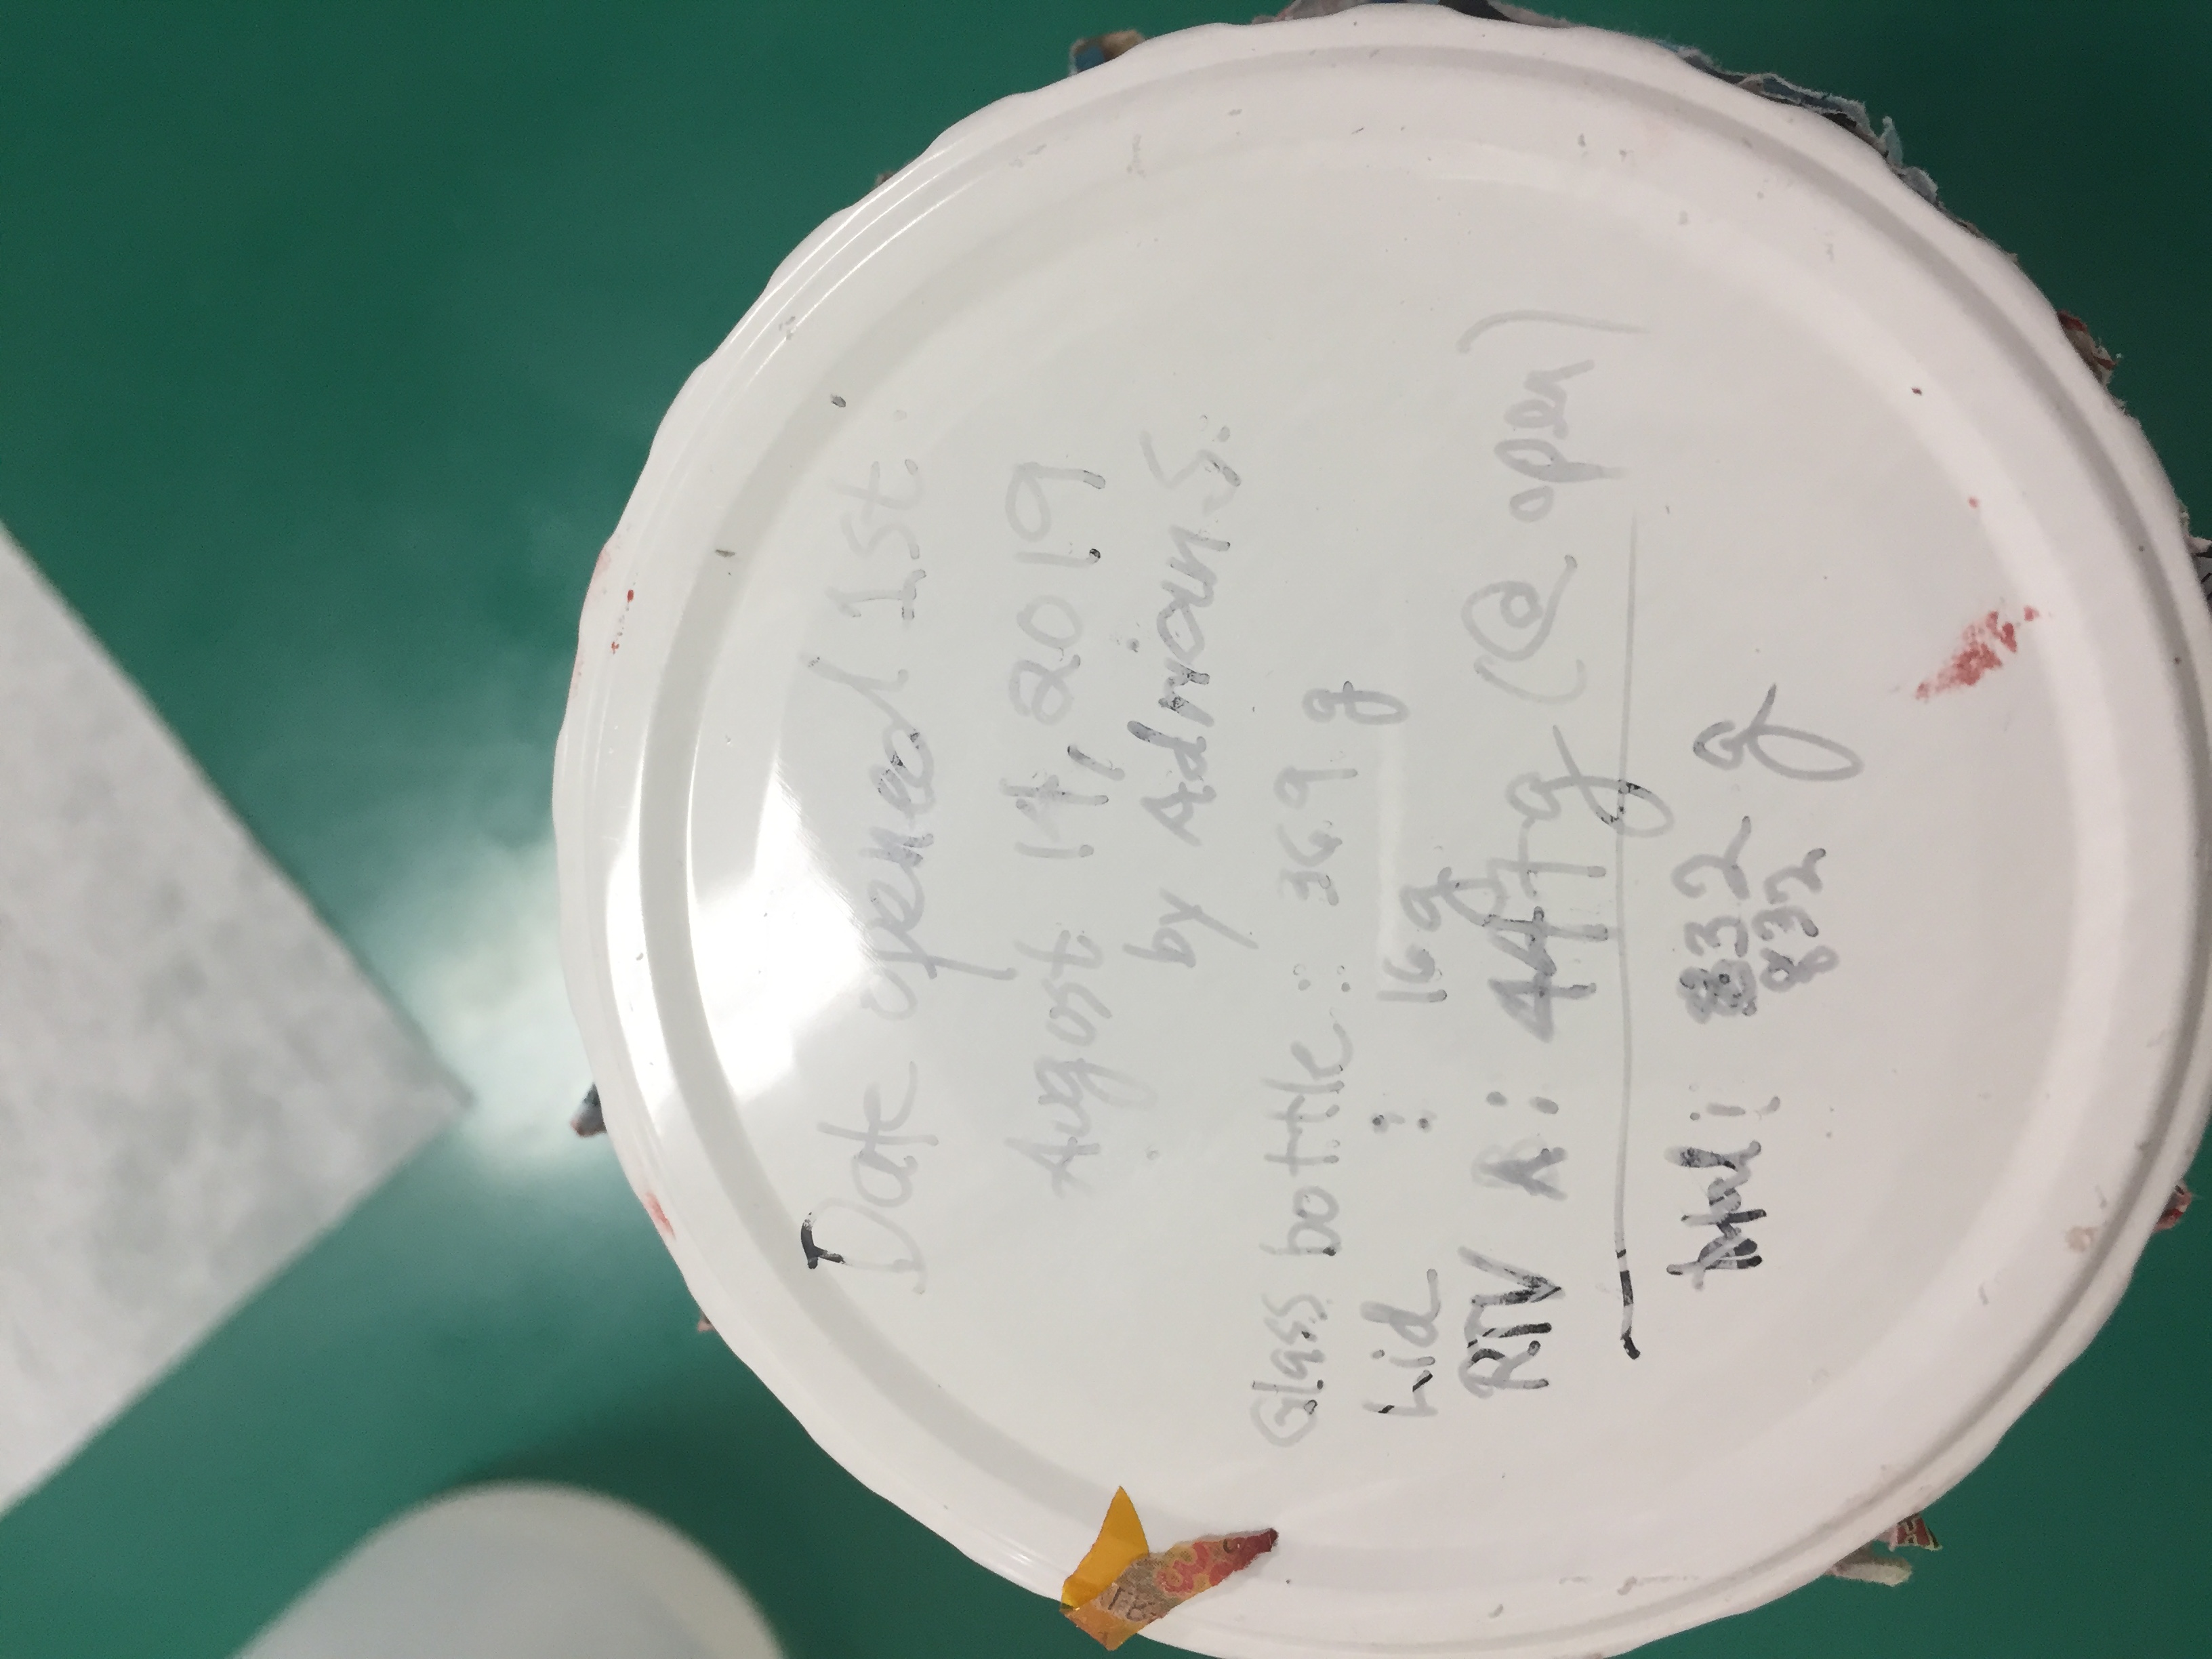 Date opened 1st:
August 14, 2019
by Adrian S.
Glass bottle: 369 g
Lid : 16g
RTV A: 447g (@ open)
total: 832 g
832